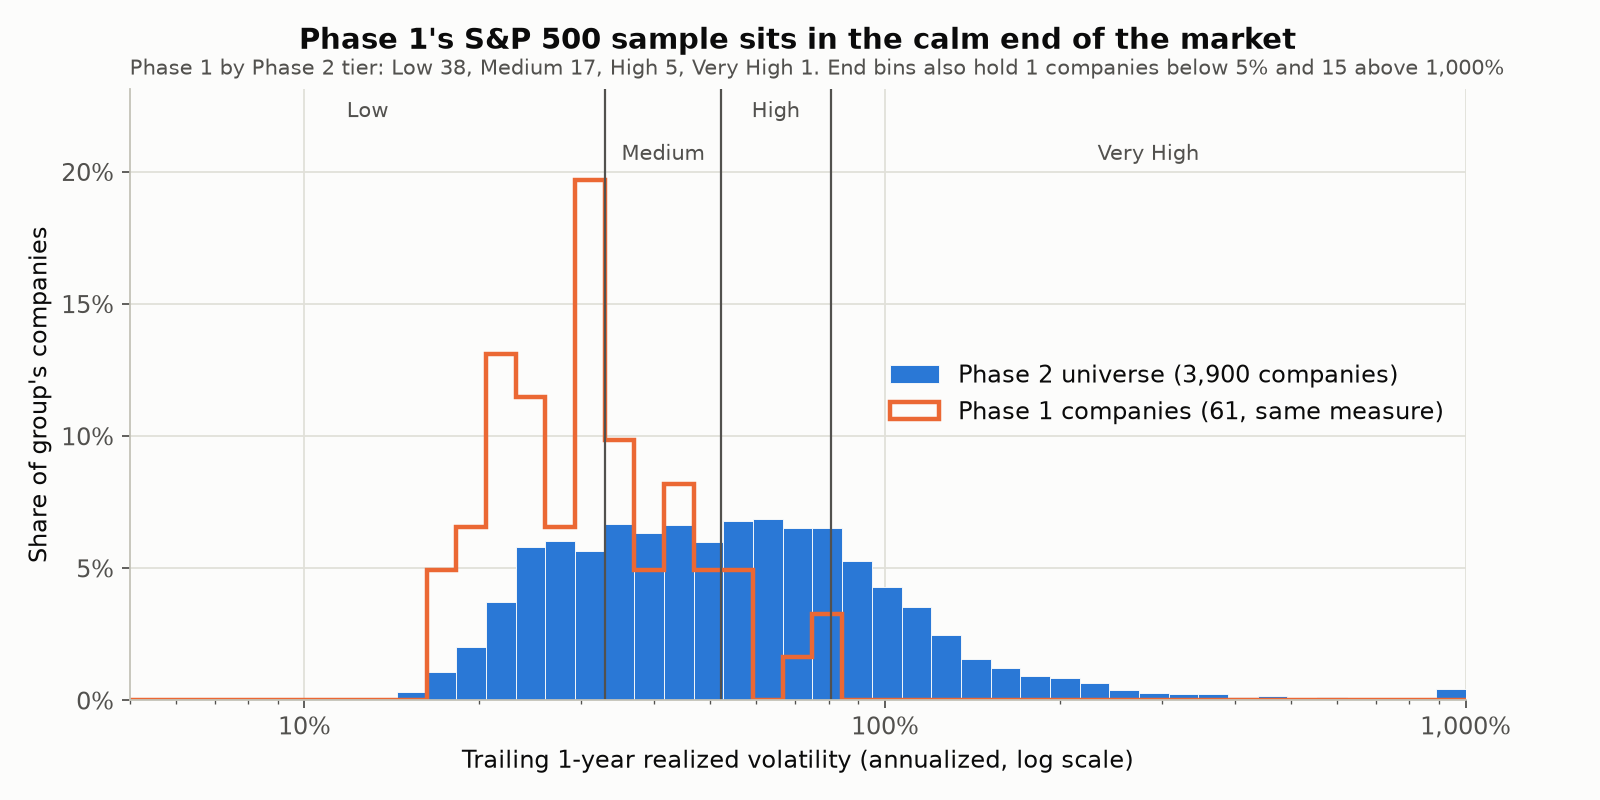 Phase 1's S&P 500 sample sits in the calm end of the market
Phase 1 by Phase 2 tier: Low 38, Medium 17, High 5, Very High 1. End bins also hold 1 companies below 5% and 15 above 1,000%
Low
High
Medium
Very High
20%
15%
10%
5%
0%
Share of group's companies
Phase 2 universe (3,900 companies)
Phase 1 companies (61, same measure)
10%
100%
1,000%
Trailing 1-year realized volatility (annualized, log scale)